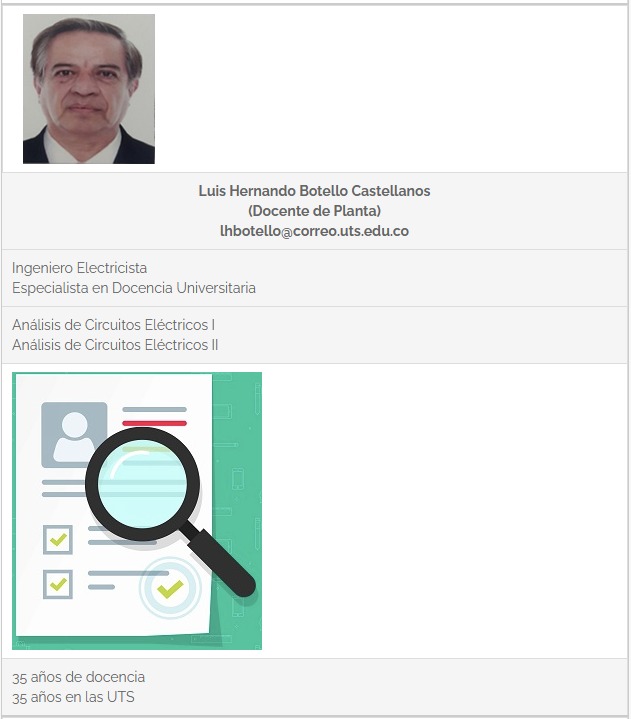 Luis Hernando Botello Castellanos
(Docente de Planta)
lhbotello@correo.uts.edu.co
Ingeniero Electricista
Especialista en Docencia Universitaria
Análisis de Circuitos Eléctricos I
Análisis de Circuitos Eléctricos II
35 años de docencia
35 años en las UTS